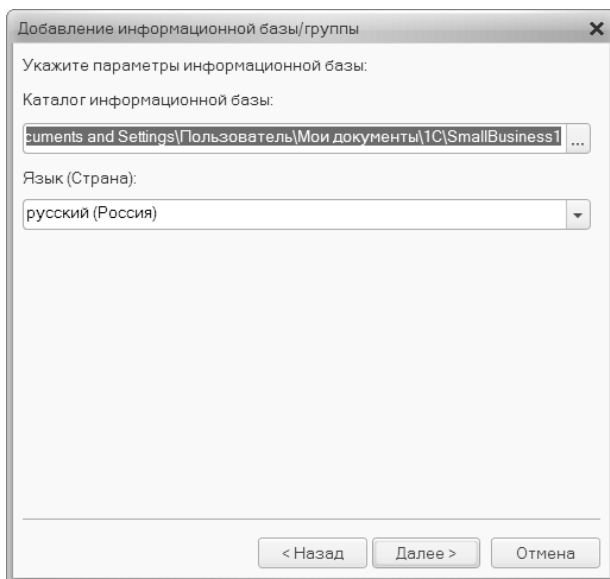 Добавление информационной базы/группы
Укажите параметры информационной базы:
Каталог информационной базы:
cuments and Settings\Пользователь\Мои документы\1C\SmallBusiness1 ...
Язык (Страна):
русский (Россия)
< Назад Далее > Отмена